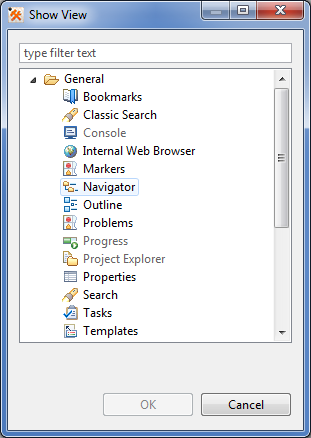 Show View
type filter text
General
Bookmarks
Classic Search
Console
Internal Web Browser
Markers
Navigator
Outline
Problems
Progress
Project Explorer
Properties
Search
Tasks
Templates
OK
Cancel